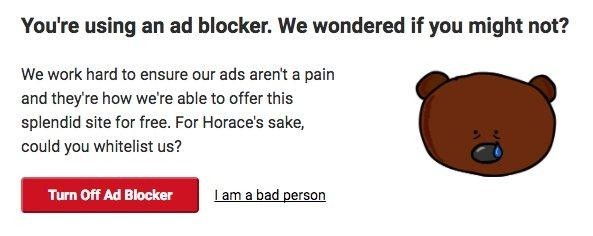 You're using an ad blocker. We wondered if you might not?
We work hard to ensure our ads aren't a pain
and they're how we're able to offer this
splendid site for free. For Horace's sake,
could you whitelist us?
Turn Off Ad Blocker
I am a bad person